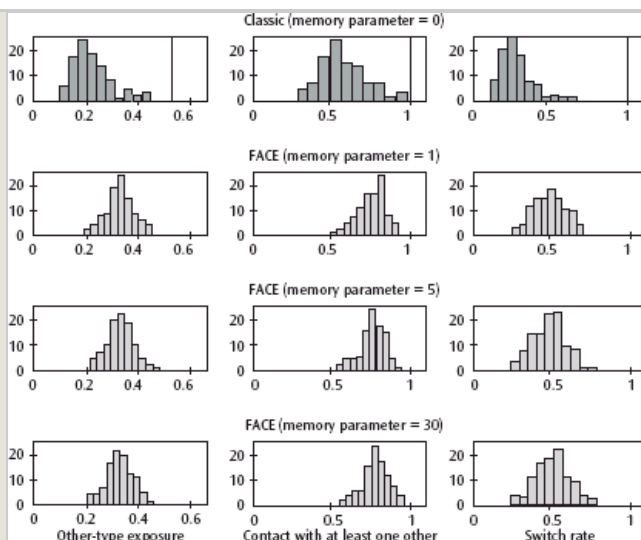 Classic (memory parameter = 0)
20
10
0
0 0.2 0.4 0.6
20
10
0
0 0.5 1
20
10
0
0 0.5 1
FACE (memory parameter = 1)
20
10
0
0 0.2 0.4 0.6
20
10
0
0 0.5 1
20
10
0
0 0.5 1
FACE (memory parameter = 5)
20
10
0
0 0.2 0.4 0.6
20
10
0
0 0.5 1
20
10
0
0 0.5 1
FACE (memory parameter = 30)
20
10
0
0 0.2 0.4 0.6
Other-type exposure
20
10
0
0 0.5 1
Contact with at least one other
20
10
0
0 0.5 1
Switch rate